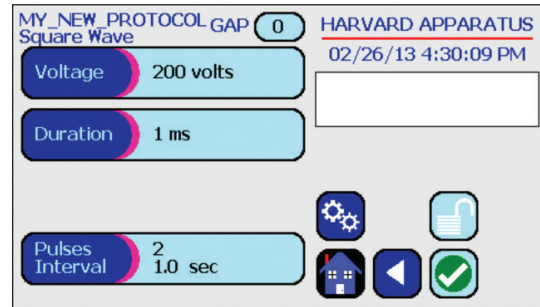 MY_NEW_PROTOCOL GAP 0
Square Wave
HARVARD APPARATUS
02/26/13 4:30:09 PM
Voltage 200 volts
Duration 1 ms
Pulses 2
Interval 1.0 sec